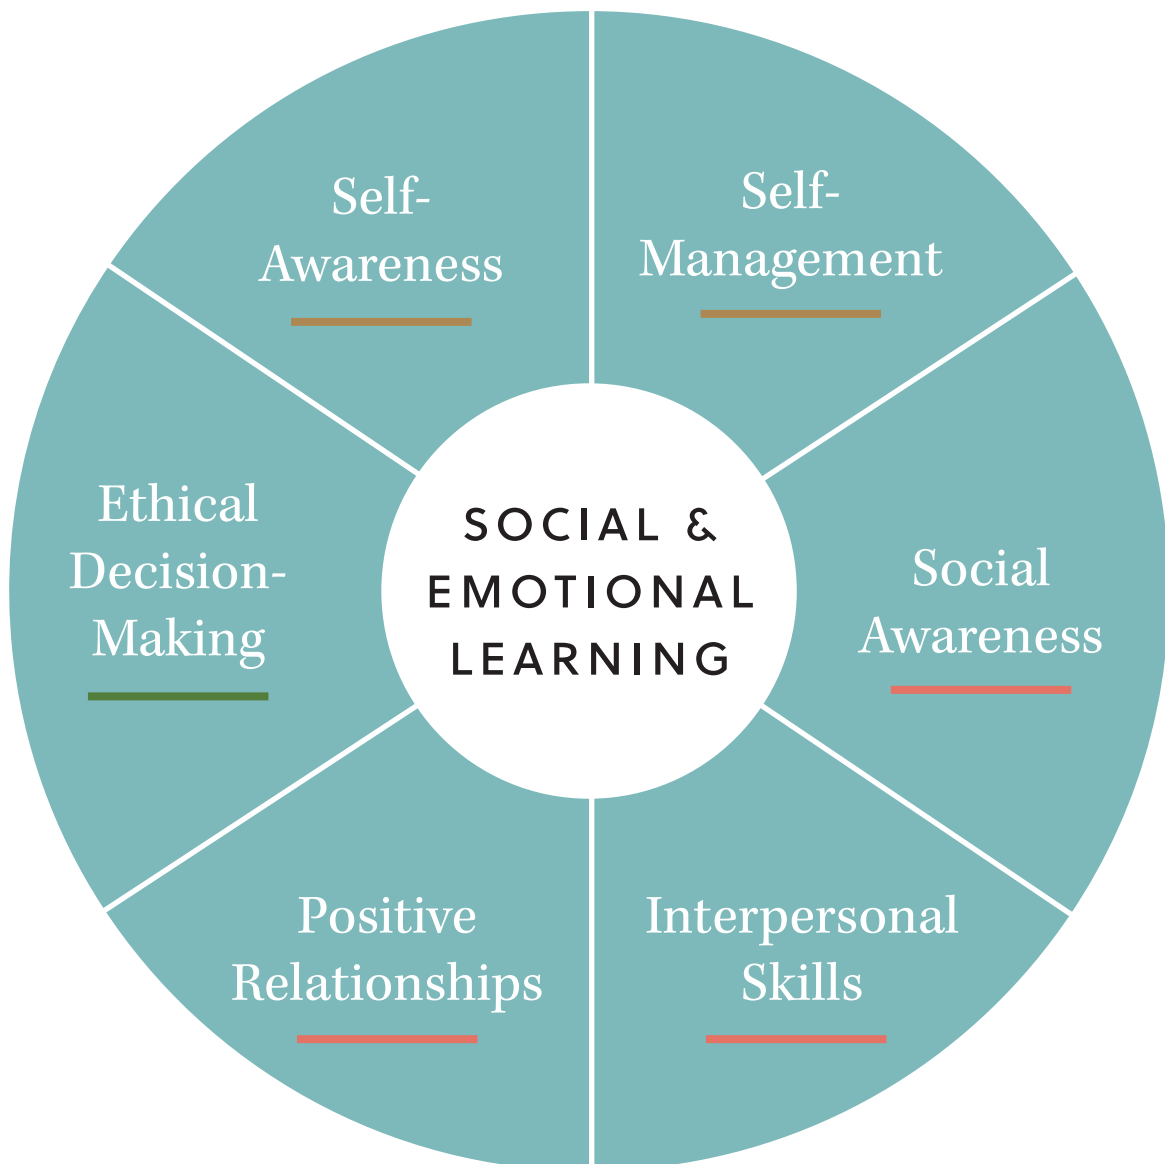 Self-
Awareness
Self-
Management
Social
Awareness
Interpersonal
Skills
Positive
Relationships
Ethical
Decision-
Making
SOCIAL &
EMOTIONAL
LEARNING